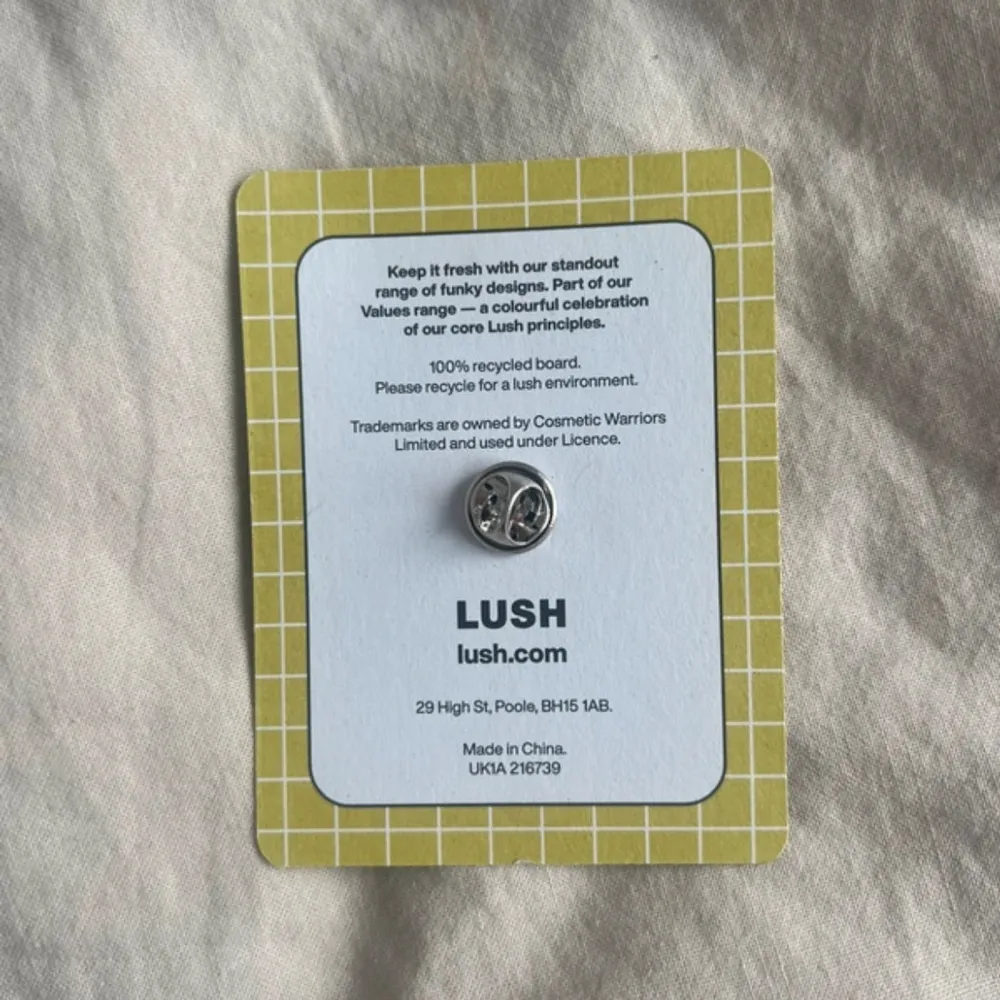 Keep it fresh with our standout
range of funky designs. Part of our
Values range — a colourful celebration
of our core Lush principles.
100% recycled board.
Please recycle for a lush environment.
Trademarks are owned by Cosmetic Warriors
Limited and used under Licence.
LUSH
lush.com
29 High St, Poole, BH15 1AB.
Made in China.
UK1A 216739